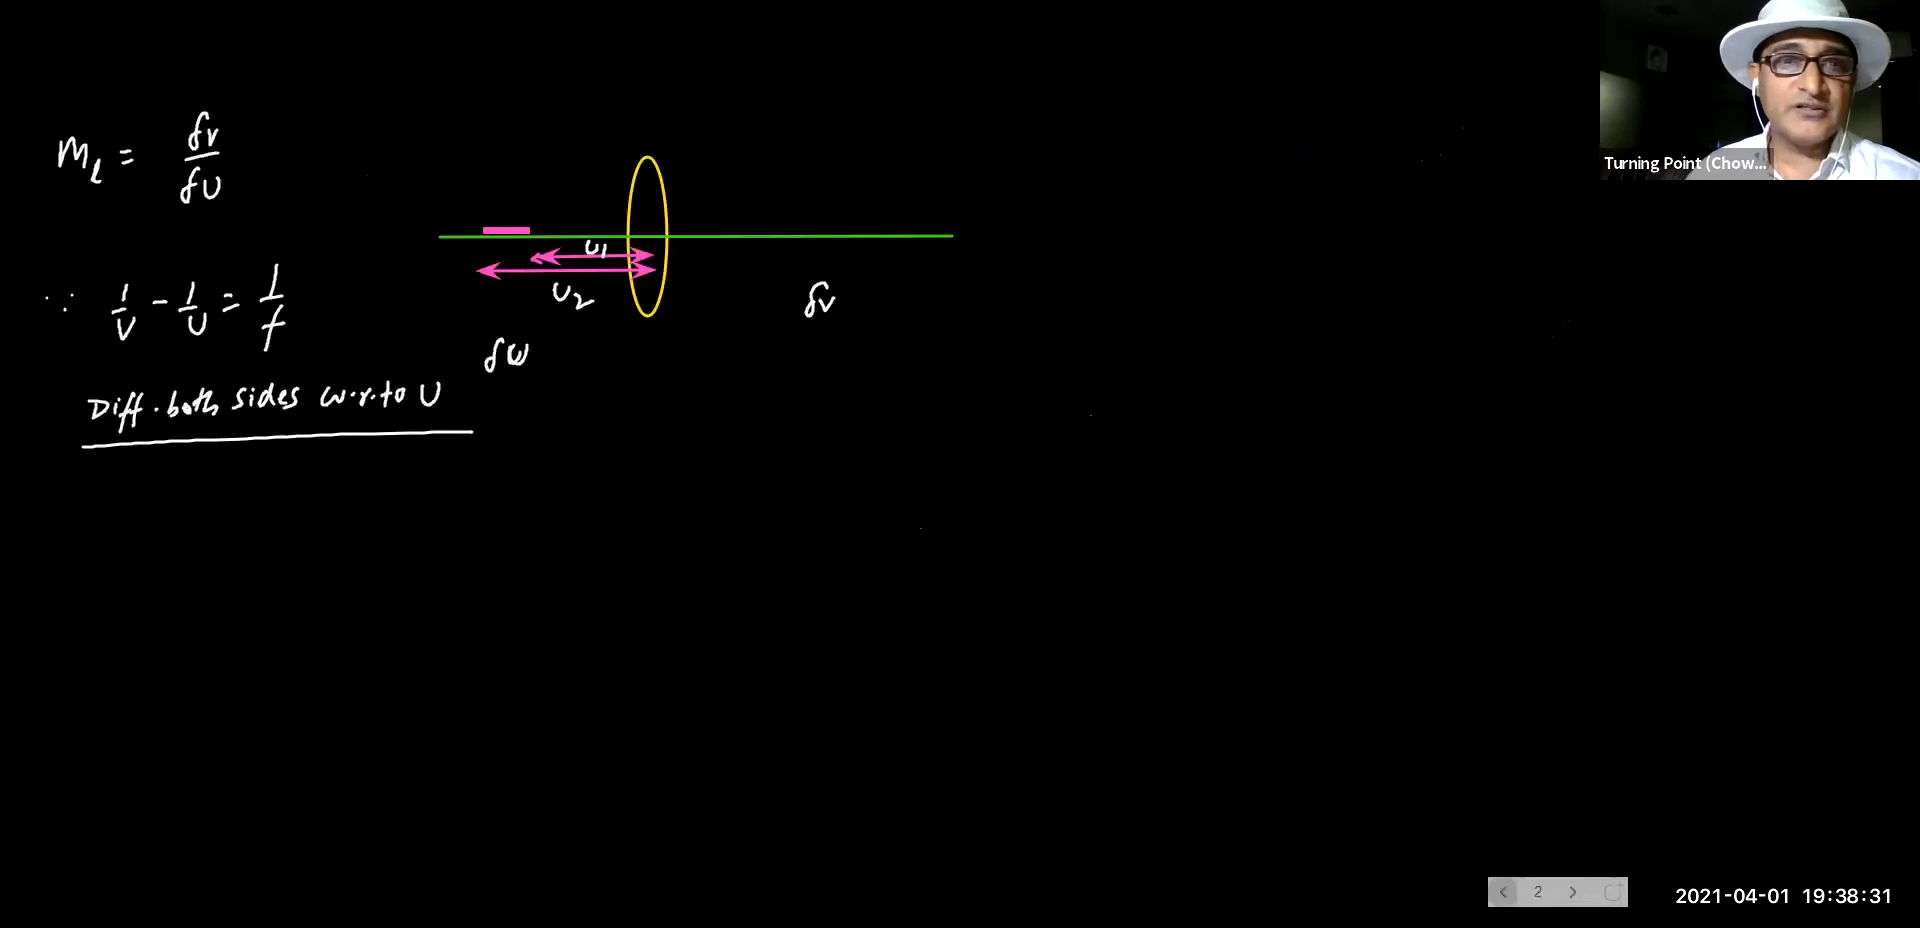 m_l = δv/δu
u₁
u₂
δv
∵ 1/v - 1/u = 1/f
δu
Diff. both sides w.r.to u
Turning Point (Chow...
2
2021-04-01 19:38:31